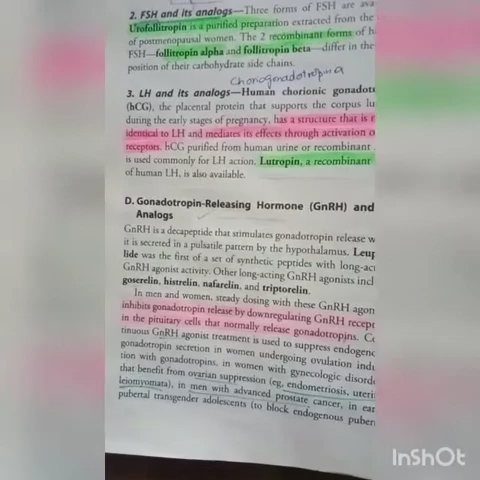 2. FSH and its analogs—Three forms of FSH are ava
Urofollitropin is a purified preparation extracted from the
of postmenopausal women. The 2 recombinant forms of h
FSH—follitropin alpha and follitropin beta—differ in the
position of their carbohydrate side chains.
Choriogonadotropina
3. LH and its analogs—Human chorionic gonadot
(hCG), the placental protein that supports the corpus lu
during the early stages of pregnancy, has a structure that is n
identical to LH and mediates its effects through activation o
receptors. hCG purified from human urine or recombinant
is used commonly for LH action. Lutropin, a recombinant
of human LH, is also available.
D. Gonadotropin-Releasing Hormone (GnRH) and
Analogs
GnRH is a decapeptide that stimulates gonadotropin release w
it is secreted in a pulsatile pattern by the hypothalamus. Leup
lide was the first of a set of synthetic peptides with long-act
GnRH agonist activity. Other long-acting GnRH agonists incl
goserelin, histrelin, nafarelin, and triptorelin.
In men and women, steady dosing with these GnRH agon
inhibits gonadotropin release by downregulating GnRH recept
in the pituitary cells that normally release gonadotropins. Co
tinuous GnRH agonist treatment is used to suppress endogeno
gonadotropin secretion in women undergoing ovulation indu
tion with gonadotropins, in women with gynecologic disorde
that benefit from ovarian suppression (eg, endometriosis, uteri
leiomyomata), in men with advanced prostate cancer, in ear
pubertal transgender adolescents (to block endogenous puber
InShOt